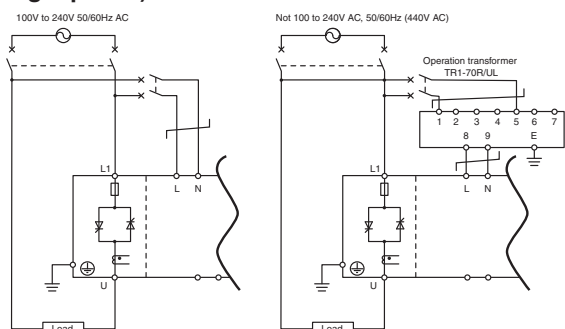 100V to 240V 50/60Hz AC
L1
L N
U
Load
Not 100 to 240V AC, 50/60Hz (440V AC)
Operation transformer
TR1-70R/UL
1 2 3 4 5 6 7
8 9 E
L1
L N
U
Load